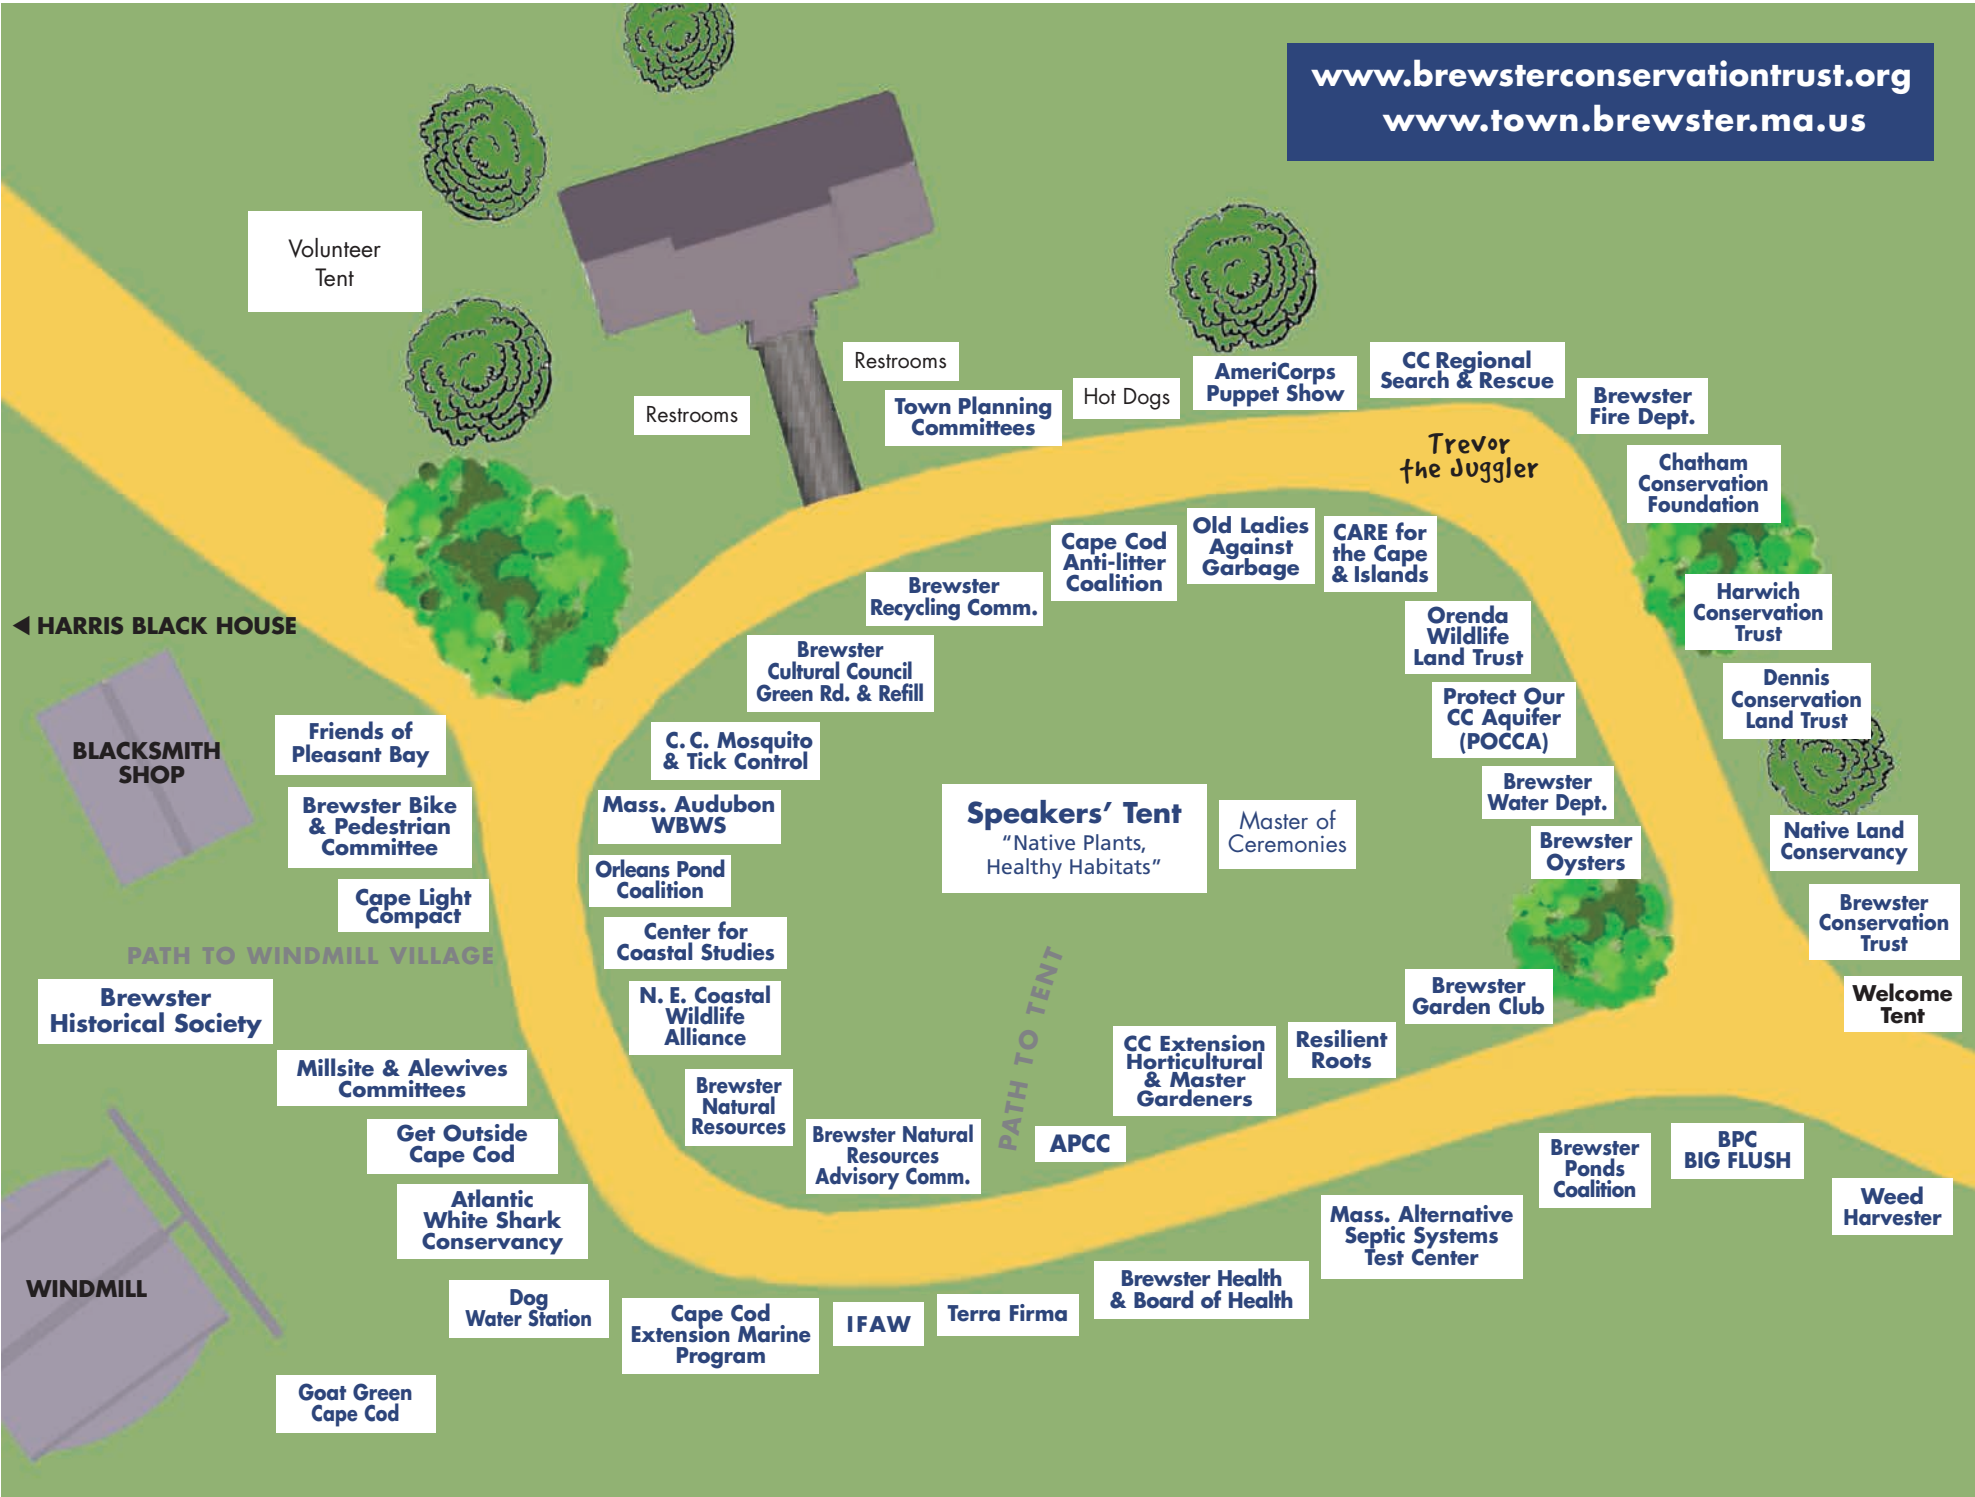 www.brewsterconservationtrust.org
www.town.brewster.ma.us
Volunteer
Tent
Restrooms
Restrooms
Town Planning
Committees
Hot Dogs
AmeriCorps
Puppet Show
CC Regional
Search & Rescue
Brewster
Fire Dept.
Trevor
the Juggler
Chatham
Conservation
Foundation
Harwich
Conservation
Trust
Dennis
Conservation
Land Trust
Native Land
Conservancy
Brewster
Conservation
Trust
Welcome
Tent
Old Ladies
Against
Garbage
CARE for
the Cape
& Islands
Cape Cod
Anti-litter
Coalition
Brewster
Recycling Comm.
Brewster
Cultural Council
Green Rd. & Refill
Orenda
Wildlife
Land Trust
Protect Our
CC Aquifer
(POCCA)
Brewster
Water Dept.
Brewster
Oysters
◀ HARRIS BLACK HOUSE
BLACKSMITH
SHOP
Friends of
Pleasant Bay
Brewster Bike
& Pedestrian
Committee
Cape Light
Compact
PATH TO WINDMILL VILLAGE
Brewster
Historical Society
Millsite & Alewives
Committees
Get Outside
Cape Cod
Atlantic
White Shark
Conservancy
WINDMILL
Dog
Water Station
Goat Green
Cape Cod
C. C. Mosquito
& Tick Control
Mass. Audubon
WBWS
Orleans Pond
Coalition
Center for
Coastal Studies
N. E. Coastal
Wildlife
Alliance
Brewster
Natural
Resources
Brewster Natural
Resources
Advisory Comm.
Speakers’ Tent
“Native Plants,
Healthy Habitats”
Master of
Ceremonies
PATH TO TENT
APCC
CC Extension
Horticultural
& Master
Gardeners
Resilient
Roots
Brewster
Garden Club
Cape Cod
Extension Marine
Program
IFAW
Terra Firma
Brewster Health
& Board of Health
Mass. Alternative
Septic Systems
Test Center
Brewster
Ponds
Coalition
BPC
BIG FLUSH
Weed
Harvester